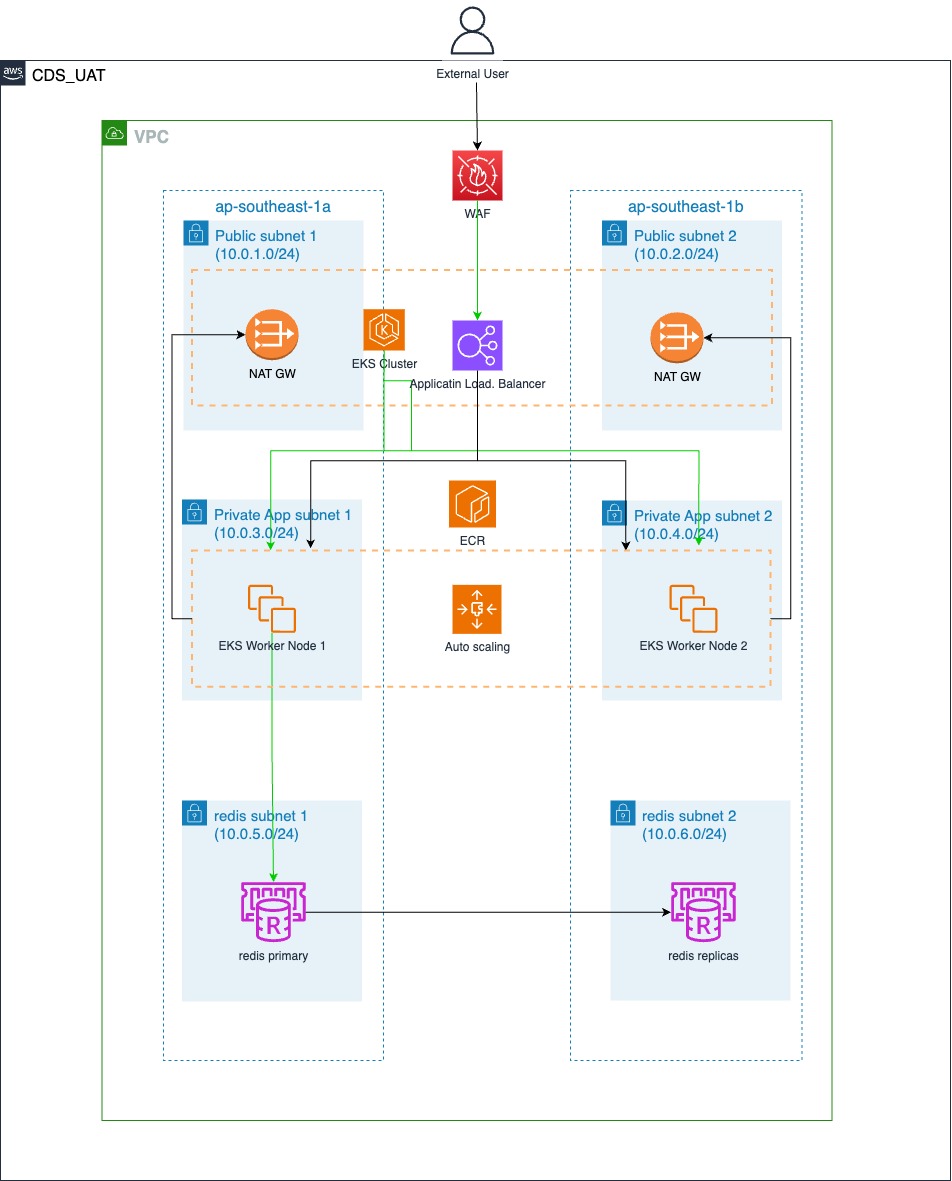 External User
aws
CDS_UAT
VPC
WAF
ap-southeast-1a
ap-southeast-1b
Public subnet 1
(10.0.1.0/24)
Public subnet 2
(10.0.2.0/24)
K
EKS Cluster
NAT GW
Applicatin Load. Balancer
NAT GW
Private App subnet 1
(10.0.3.0/24)
ECR
Private App subnet 2
(10.0.4.0/24)
EKS Worker Node 1
Auto scaling
EKS Worker Node 2
redis subnet 1
(10.0.5.0/24)
redis subnet 2
(10.0.6.0/24)
R
redis primary
R
redis replicas